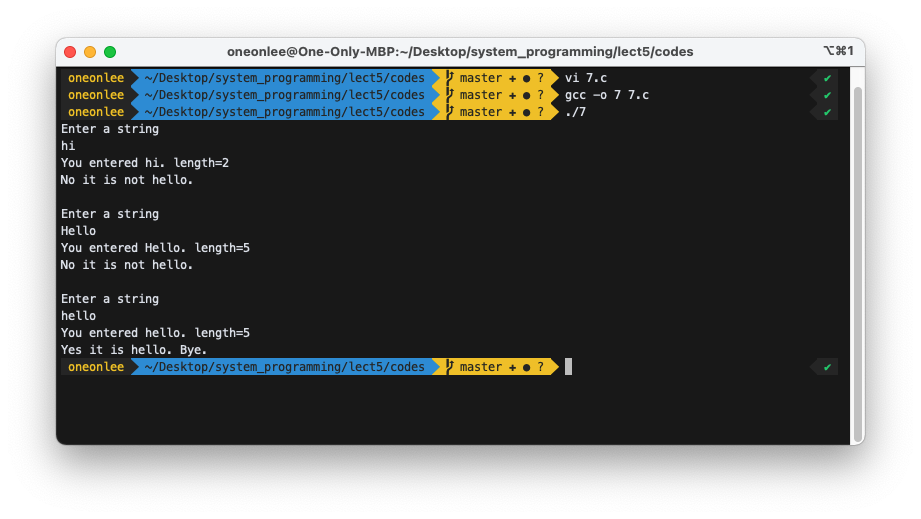 oneonlee@One-Only-MBP:~/Desktop/system_programming/lect5/codes ⌥⌘1
oneonlee ~/Desktop/system_programming/lect5/codes master + ● ? vi 7.c ✔
oneonlee ~/Desktop/system_programming/lect5/codes master + ● ? gcc -o 7 7.c ✔
oneonlee ~/Desktop/system_programming/lect5/codes master + ● ? ./7 ✔
Enter a string
hi
You entered hi. length=2
No it is not hello.
Enter a string
Hello
You entered Hello. length=5
No it is not hello.
Enter a string
hello
You entered hello. length=5
Yes it is hello. Bye.
oneonlee ~/Desktop/system_programming/lect5/codes master + ● ? ✔